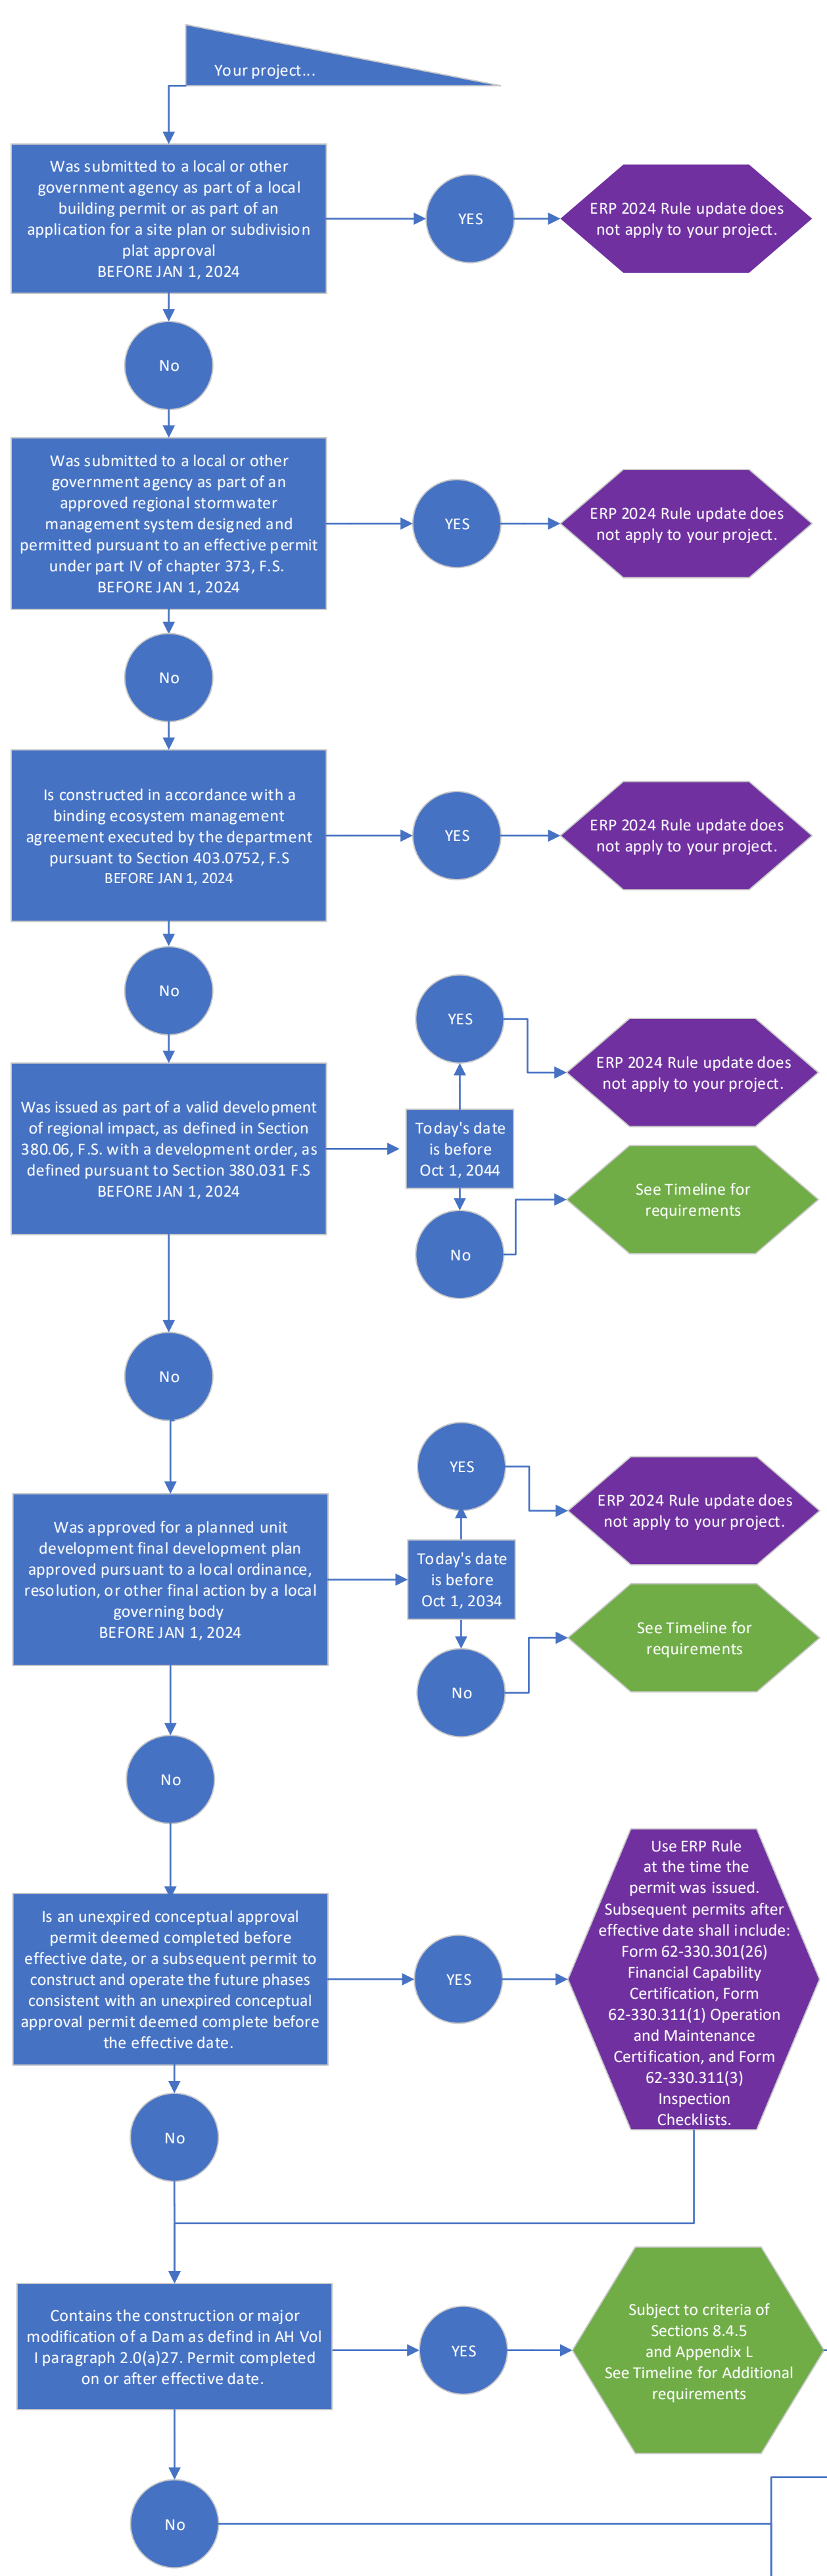 Your project...
Was submitted to a local or other
government agency as part of a local
building permit or as part of an
application for a site plan or subdivision
plat approval
BEFORE JAN 1, 2024
YES
ERP 2024 Rule update does
not apply to your project.
No
Was submitted to a local or other
government agency as part of an
approved regional stormwater
management system designed and
permitted pursuant to an effective permit
under part IV of chapter 373, F.S.
BEFORE JAN 1, 2024
YES
ERP 2024 Rule update does
not apply to your project.
No
Is constructed in accordance with a
binding ecosystem management
agreement executed by the department
pursuant to Section 403.0752, F.S
BEFORE JAN 1, 2024
YES
ERP 2024 Rule update does
not apply to your project.
No
Was issued as part of a valid development
of regional impact, as defined in Section
380.06, F.S. with a development order, as
defined pursuant to Section 380.031 F.S
BEFORE JAN 1, 2024
Today's date
is before
Oct 1, 2044
YES
ERP 2024 Rule update does
not apply to your project.
No
See Timeline for
requirements
No
Was approved for a planned unit
development final development plan
approved pursuant to a local ordinance,
resolution, or other final action by a local
governing body
BEFORE JAN 1, 2024
Today's date
is before
Oct 1, 2034
YES
ERP 2024 Rule update does
not apply to your project.
No
See Timeline for
requirements
No
Is an unexpired conceptual approval
permit deemed completed before
effective date, or a subsequent permit to
construct and operate the future phases
consistent with an unexpired conceptual
approval permit deemed complete before
the effective date.
YES
Use ERP Rule
at the time the
permit was issued.
Subsequent permits after
effective date shall include:
Form 62-330.301(26)
Financial Capability
Certification, Form
62-330.311(1) Operation
and Maintenance
Certification, and Form
62-330.311(3)
Inspection
Checklists.
No
Contains the construction or major
modification of a Dam as defind in AH Vol
I paragraph 2.0(a)27. Permit completed
on or after effective date.
YES
Subject to criteria of
Sections 8.4.5
and Appendix L
See Timeline for Additional
requirements
No